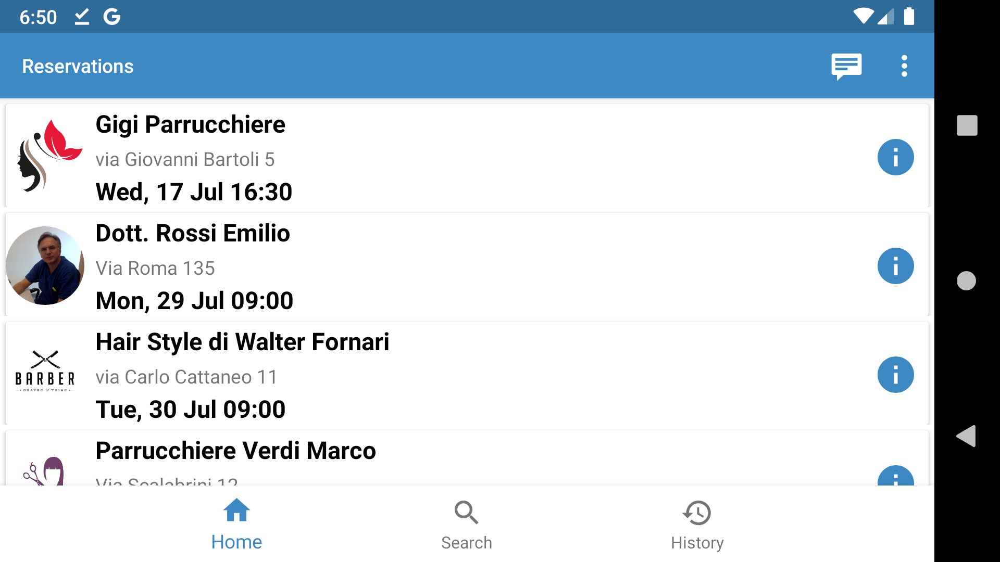 6:50
Reservations
Gigi Parrucchiere
via Giovanni Bartoli 5
Wed, 17 Jul 16:30
Dott. Rossi Emilio
Via Roma 135
Mon, 29 Jul 09:00
BARBER
SHAVES & TRIMS
Hair Style di Walter Fornari
via Carlo Cattaneo 11
Tue, 30 Jul 09:00
Parrucchiere Verdi Marco
Via Scalabrini 12
Home
Search
History